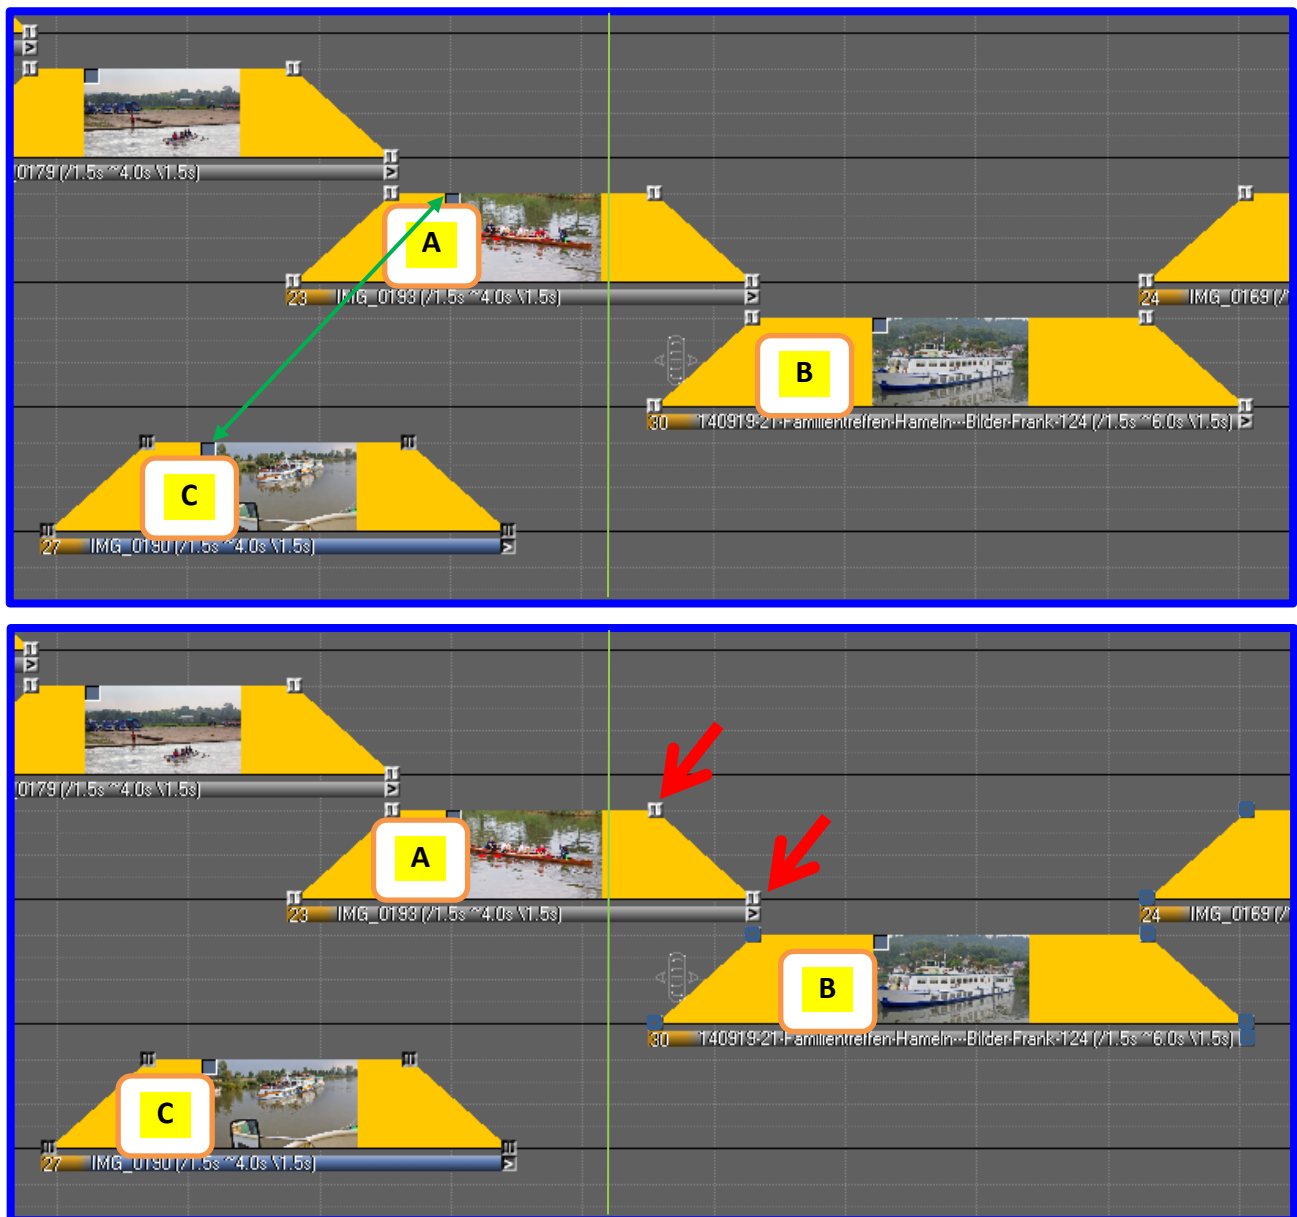 _0179 (/1.5s ~4.0s \1.5s)
A
23 IMG_0193 (/1.5s ~4.0s \1.5s)
24 IMG_0169 (/
B
30 140919-21-Familientreffen-Hameln---Bilder-Frank-124 (/1.5s ~6.0s \1.5s)
C
27 IMG_0190 (/1.5s ~4.0s \1.5s)
_0179 (/1.5s ~4.0s \1.5s)
A
23 IMG_0193 (/1.5s ~4.0s \1.5s)
24 IMG_0169 (/
B
30 140919-21-Familientreffen-Hameln---Bilder-Frank-124 (/1.5s ~6.0s \1.5s)
C
27 IMG_0190 (/1.5s ~4.0s \1.5s)